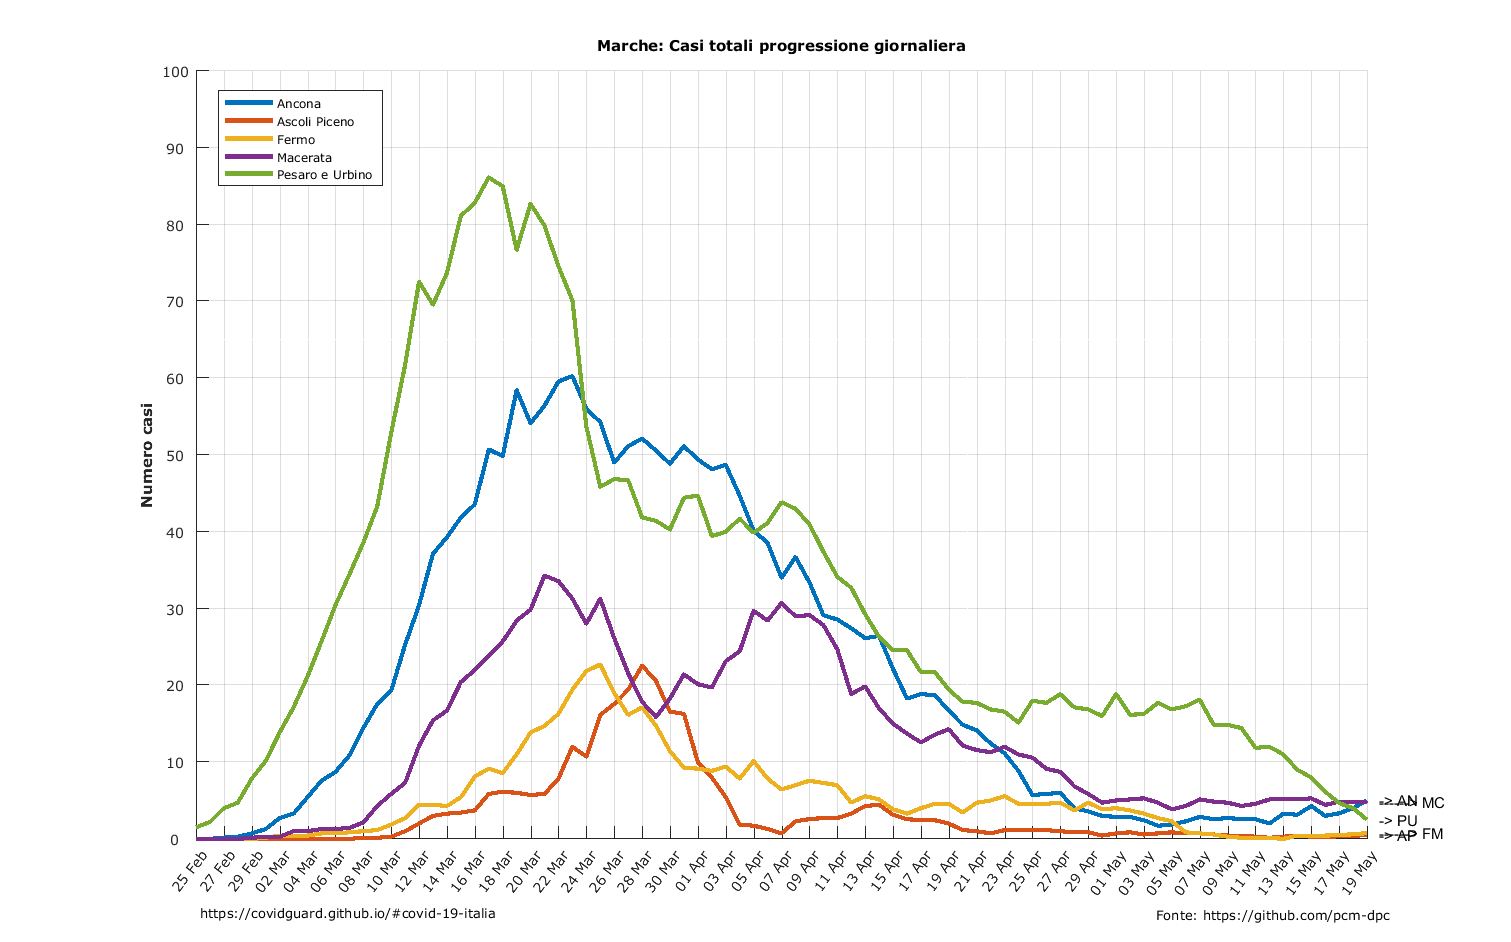 Marche: Casi totali progressione giornaliera
Numero casi
100
90
80
70
60
50
40
30
20
10
0
Ancona
Ascoli Piceno
Fermo
Macerata
Pesaro e Urbino
25 Feb
27 Feb
29 Feb
02 Mar
04 Mar
06 Mar
08 Mar
10 Mar
12 Mar
14 Mar
16 Mar
18 Mar
20 Mar
22 Mar
24 Mar
26 Mar
28 Mar
30 Mar
01 Apr
03 Apr
05 Apr
07 Apr
09 Apr
11 Apr
13 Apr
15 Apr
17 Apr
19 Apr
21 Apr
23 Apr
25 Apr
27 Apr
29 Apr
01 May
03 May
05 May
07 May
09 May
11 May
13 May
15 May
17 May
19 May
-> AN
----> MC
-> PU
-> AP
----> FM
https://covidguard.github.io/#covid-19-italia
Fonte: https://github.com/pcm-dpc